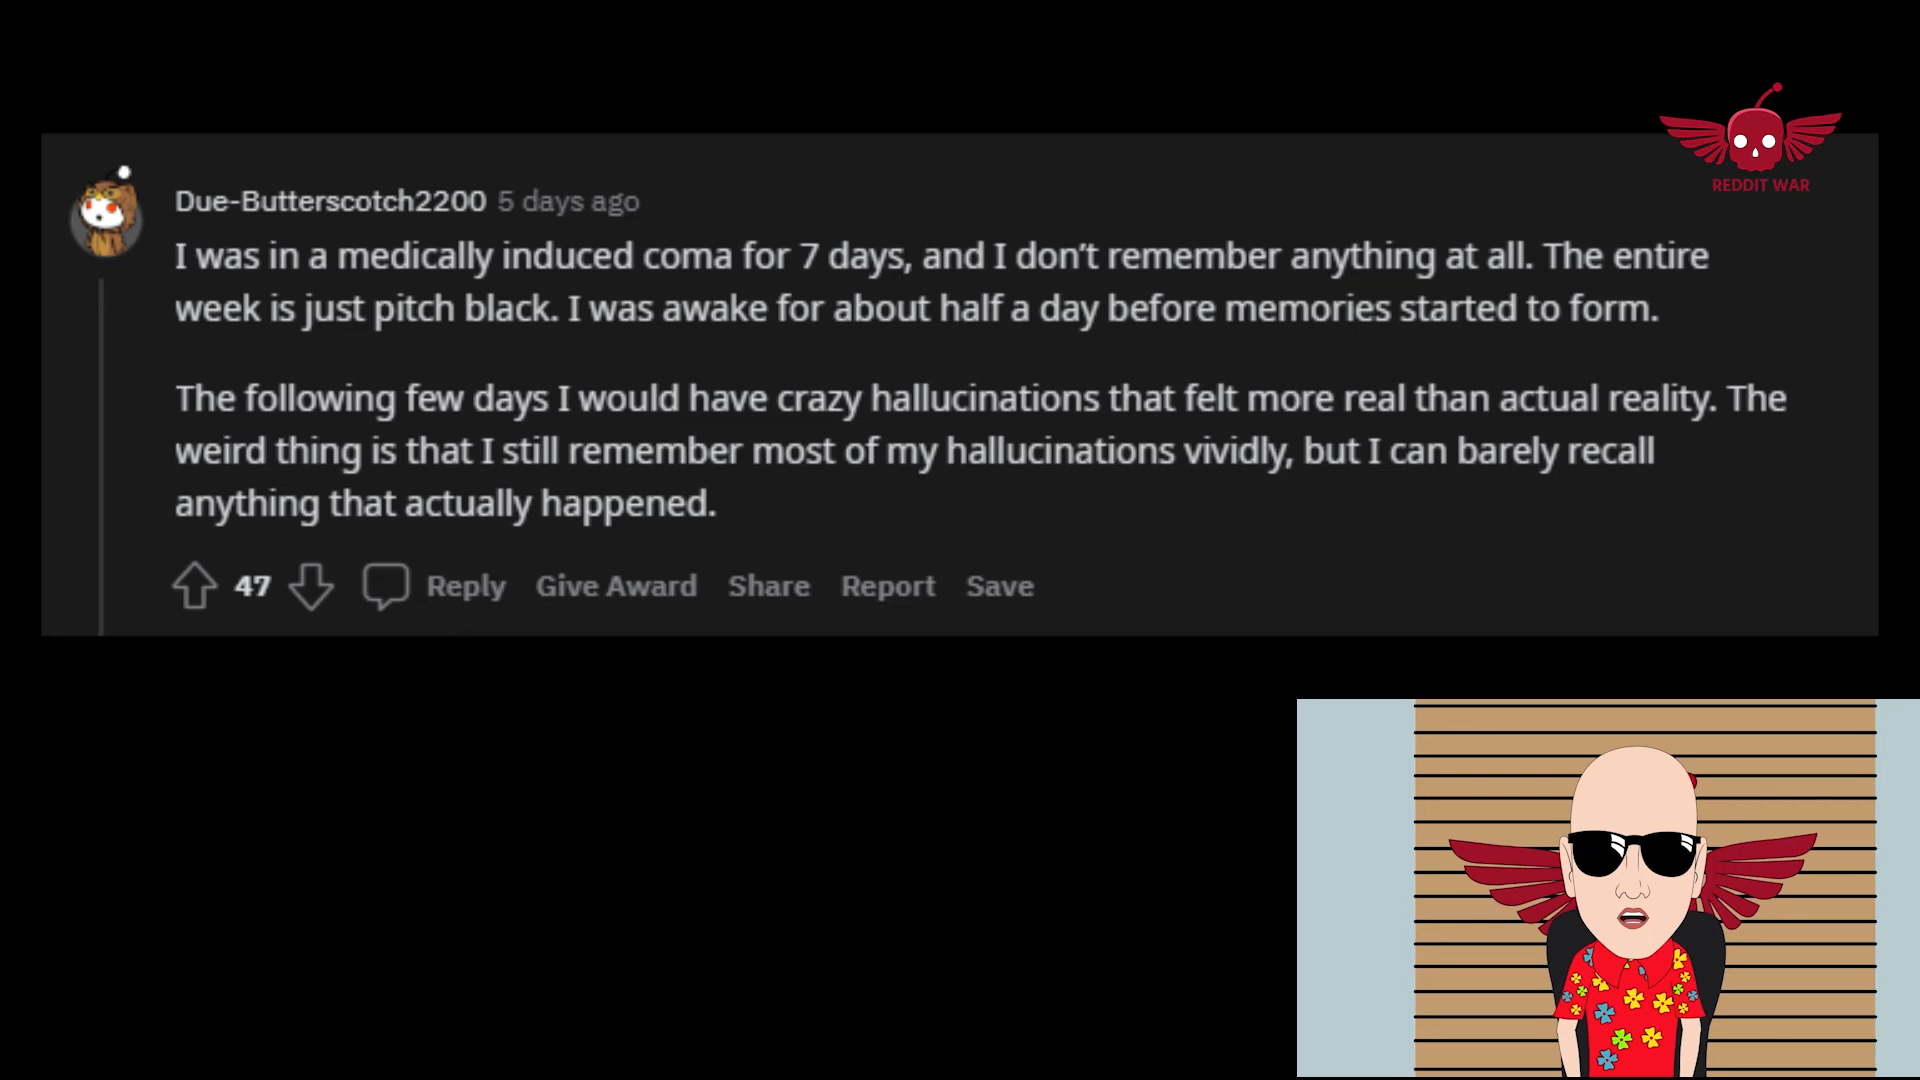 REDDIT WAR
Due-Butterscotch2200 5 days ago
I was in a medically induced coma for 7 days, and I don’t remember anything at all. The entire
week is just pitch black. I was awake for about half a day before memories started to form.
The following few days I would have crazy hallucinations that felt more real than actual reality. The
weird thing is that I still remember most of my hallucinations vividly, but I can barely recall
anything that actually happened.
47 Reply Give Award Share Report Save